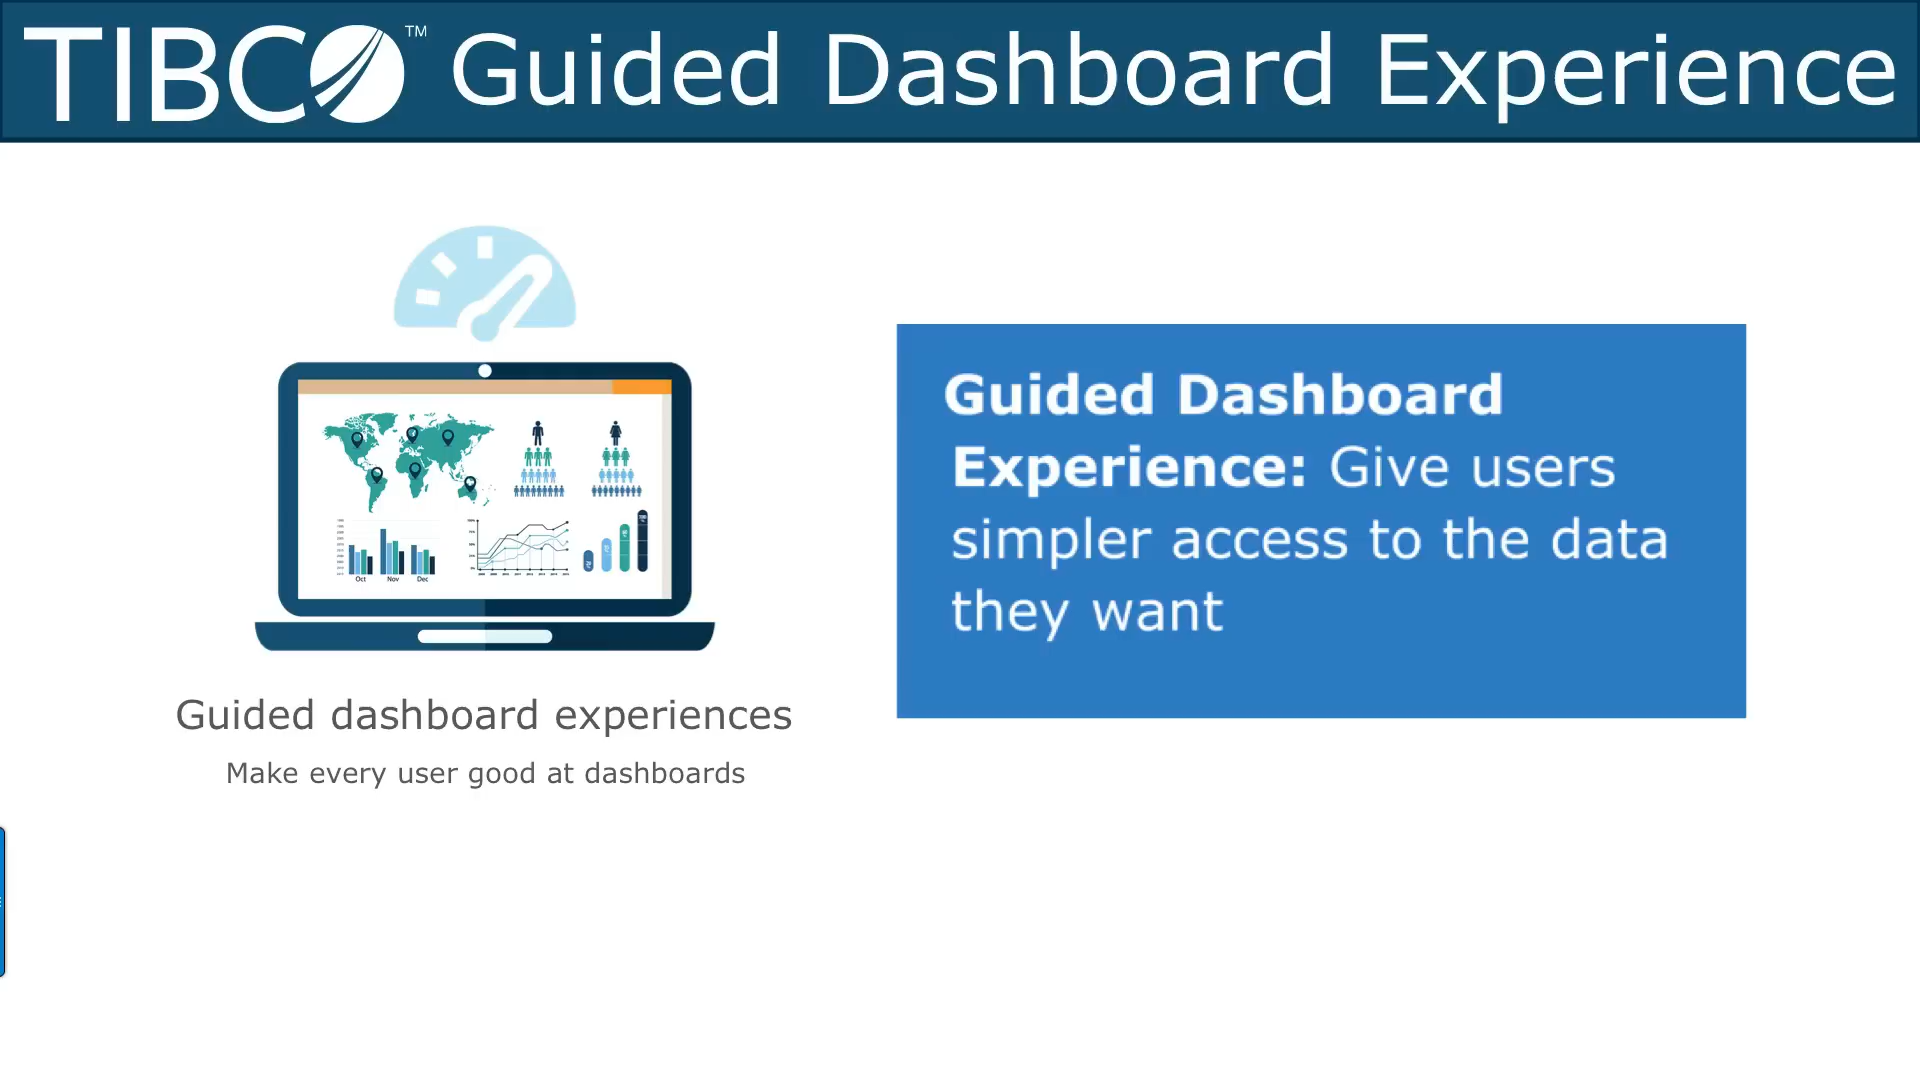 TIBCO™ Guided Dashboard Experience
Oct Nov Dec
Guided dashboard experiences
Make every user good at dashboards
Guided Dashboard
Experience: Give users
simpler access to the data
they want